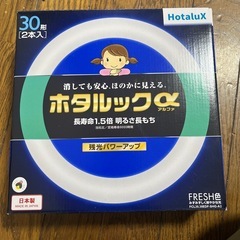 30形
[2本入]
HotaluX
消しても安心、ほのかに見える。
ホタルックα
アルファ
長寿命1.5倍 明るさ長もち
残光パワーアップ
日本製
FRESH色